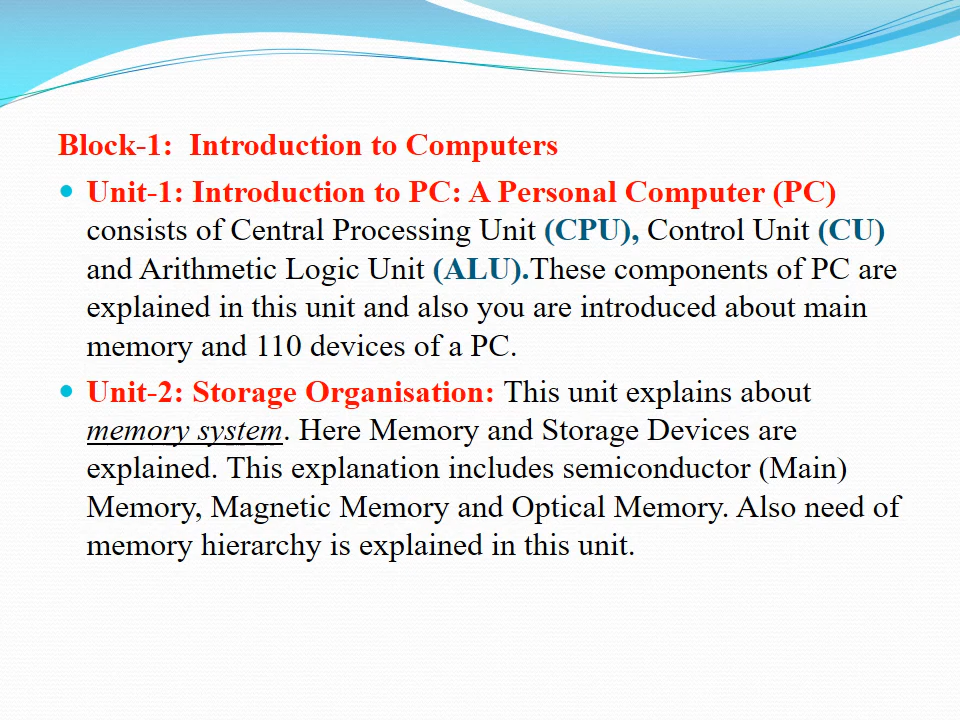 Block-1: Introduction to Computers
Unit-1: Introduction to PC: A Personal Computer (PC)
consists of Central Processing Unit (CPU), Control Unit (CU)
and Arithmetic Logic Unit (ALU).These components of PC are
explained in this unit and also you are introduced about main
memory and 110 devices of a PC.
Unit-2: Storage Organisation: This unit explains about
memory system. Here Memory and Storage Devices are
explained. This explanation includes semiconductor (Main)
Memory, Magnetic Memory and Optical Memory. Also need of
memory hierarchy is explained in this unit.